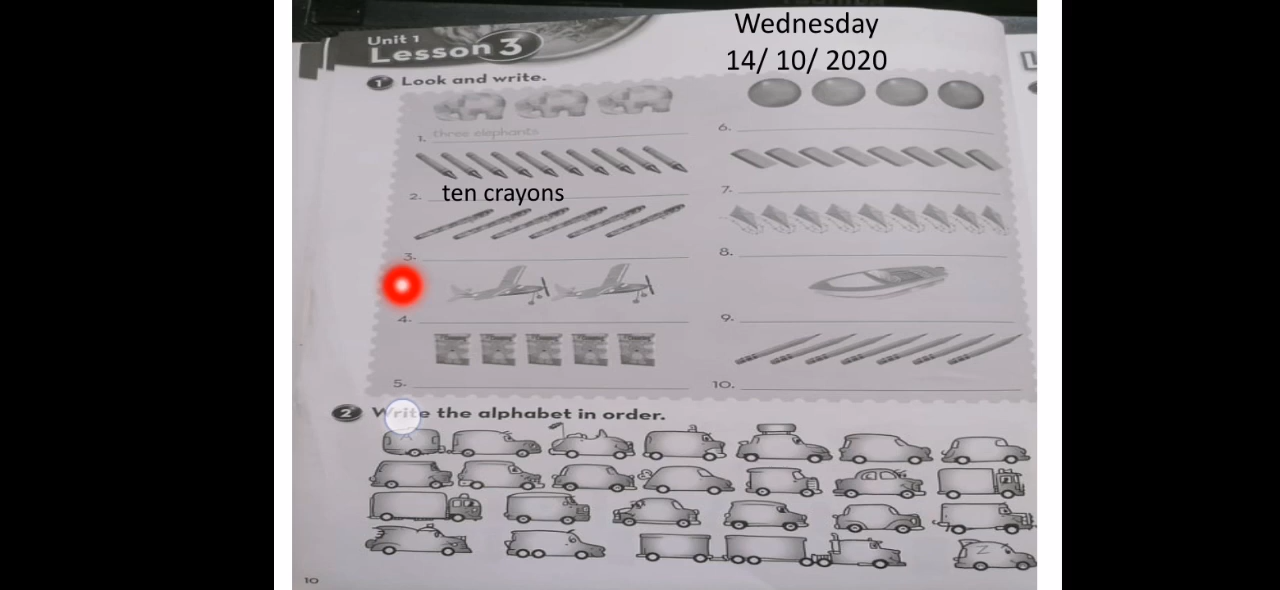 Wednesday
14/ 10/ 2020
Unit 1
Lesson 3
1 Look and write.
1. three elephants
2. ten crayons
3.
4.
5.
6.
7.
8.
9.
10.
2 Write the alphabet in order.
A
Z
10